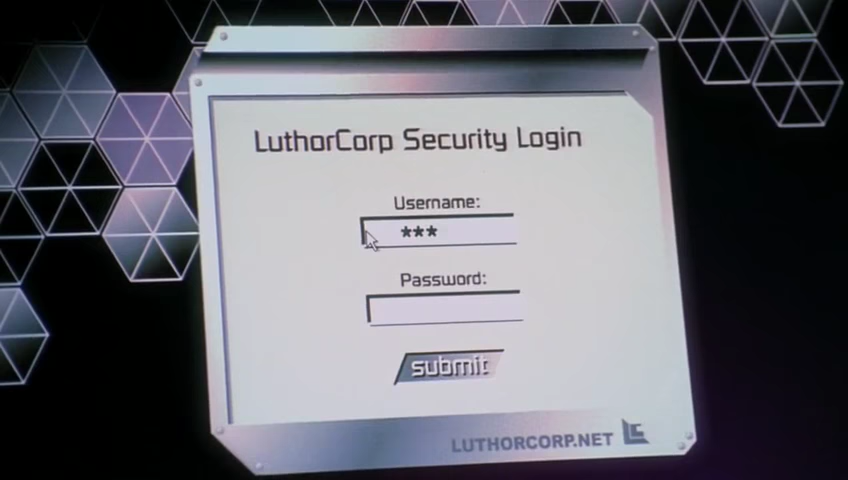 LuthorCorp Security Login
Username:
***
Password:
submit
LUTHORCORP.NET